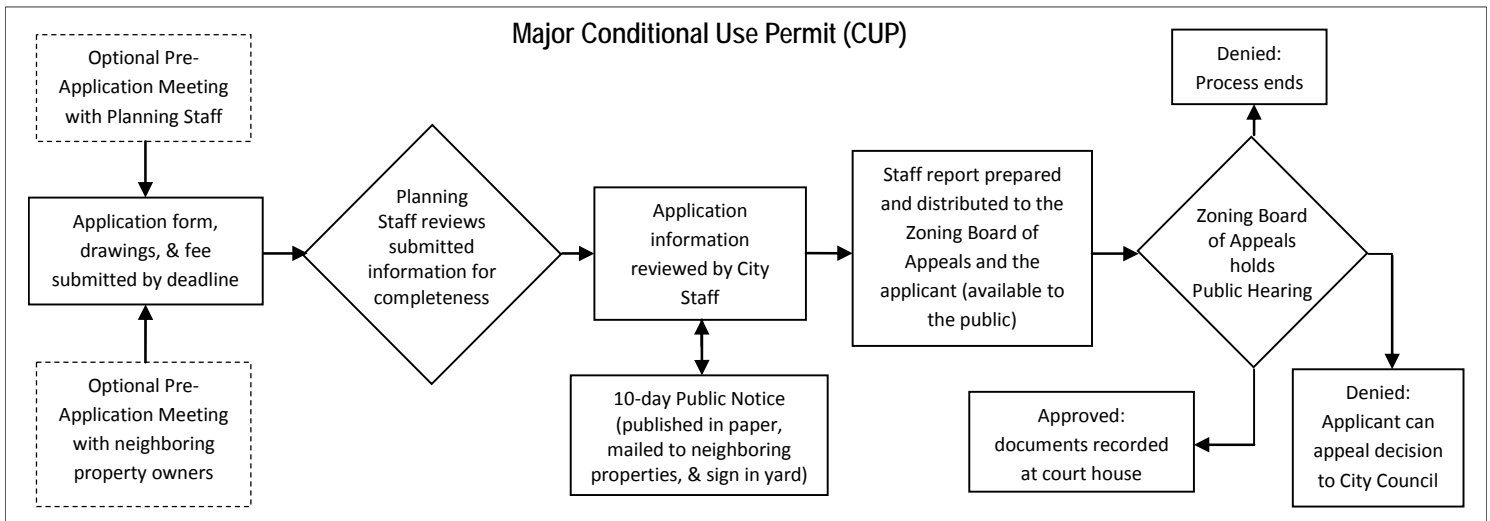 Major Conditional Use Permit (CUP)
Optional Pre-
Application Meeting
with Planning Staff
Application form,
drawings, & fee
submitted by deadline
Optional Pre-
Application Meeting
with neighboring
property owners
Planning
Staff reviews
submitted
information for
completeness
Application
information
reviewed by City
Staff
10-day Public Notice
(published in paper,
mailed to neighboring
properties, & sign in yard)
Staff report prepared
and distributed to the
Zoning Board of
Appeals and the
applicant (available to
the public)
Zoning Board
of Appeals
holds
Public Hearing
Denied:
Process ends
Approved:
documents recorded
at court house
Denied:
Applicant can
appeal decision
to City Council